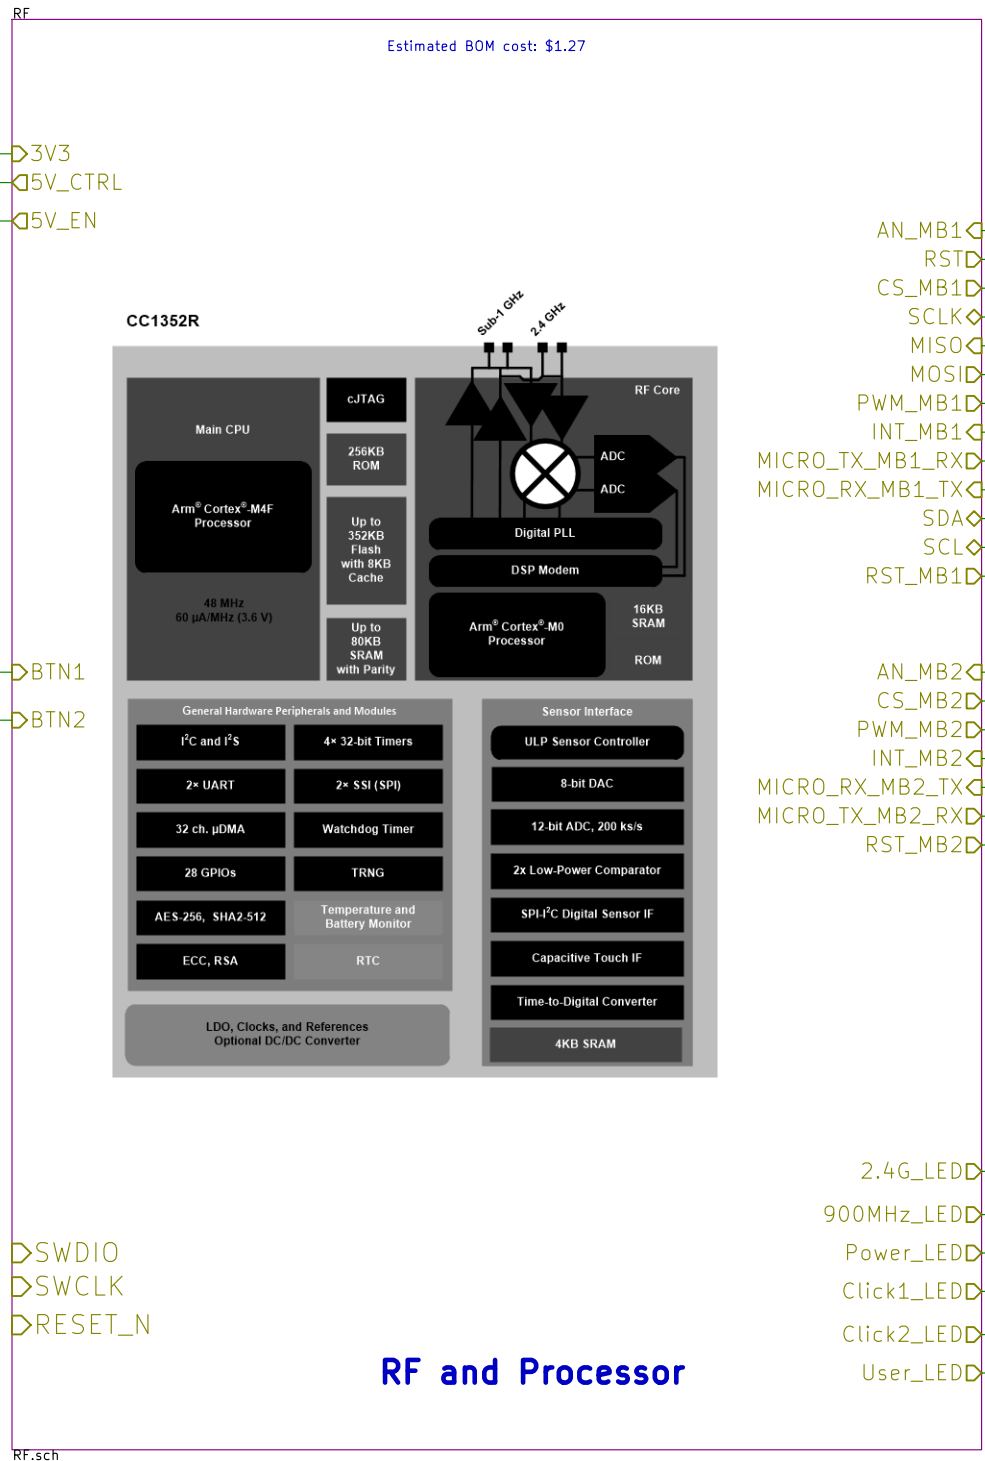 RF
Estimated BOM cost: $1.27
3V3
5V_CTRL
5V_EN
BTN1
BTN2
SWDIO
SWCLK
RESET_N
CC1352R
Sub-1 GHz
2.4 GHz
Main CPU
Arm® Cortex®-M4F
Processor
48 MHz
60 µA/MHz (3.6 V)
cJTAG
256KB
ROM
Up to
352KB
Flash
with 8KB
Cache
Up to
80KB
SRAM
with Parity
RF Core
ADC
ADC
Digital PLL
DSP Modem
Arm® Cortex®-M0
Processor
16KB
SRAM
ROM
General Hardware Peripherals and Modules
I²C and I²S
4× 32-bit Timers
2× UART
2× SSI (SPI)
32 ch. µDMA
Watchdog Timer
28 GPIOs
TRNG
AES-256, SHA2-512
Temperature and
Battery Monitor
ECC, RSA
RTC
LDO, Clocks, and References
Optional DC/DC Converter
Sensor Interface
ULP Sensor Controller
8-bit DAC
12-bit ADC, 200 ks/s
2x Low-Power Comparator
SPI-I²C Digital Sensor IF
Capacitive Touch IF
Time-to-Digital Converter
4KB SRAM
AN_MB1
RST
CS_MB1
SCLK
MISO
MOSI
PWM_MB1
INT_MB1
MICRO_TX_MB1_RX
MICRO_RX_MB1_TX
SDA
SCL
RST_MB1
AN_MB2
CS_MB2
PWM_MB2
INT_MB2
MICRO_RX_MB2_TX
MICRO_TX_MB2_RX
RST_MB2
2.4G_LED
900MHz_LED
Power_LED
Click1_LED
Click2_LED
User_LED
RF and Processor
RF.sch